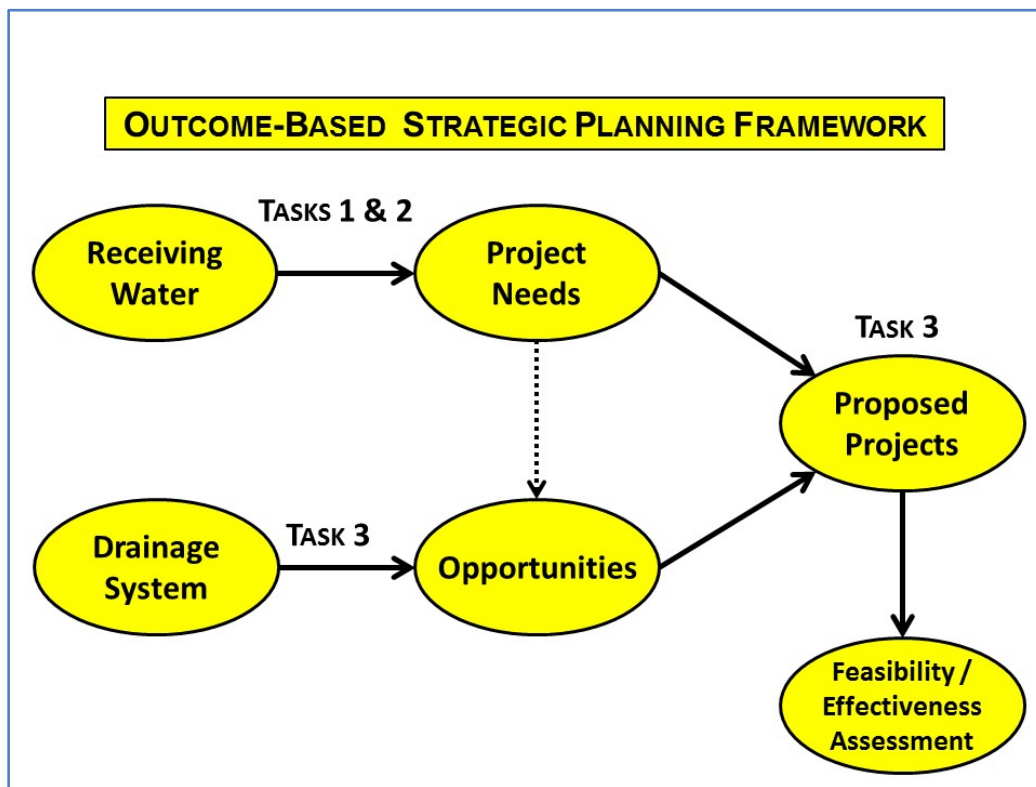 OUTCOME-BASED STRATEGIC PLANNING FRAMEWORK
TASKS 1 & 2
Receiving
Water
Project
Needs
TASK 3
Proposed
Projects
Drainage
System
TASK 3
Opportunities
Feasibility /
Effectiveness
Assessment